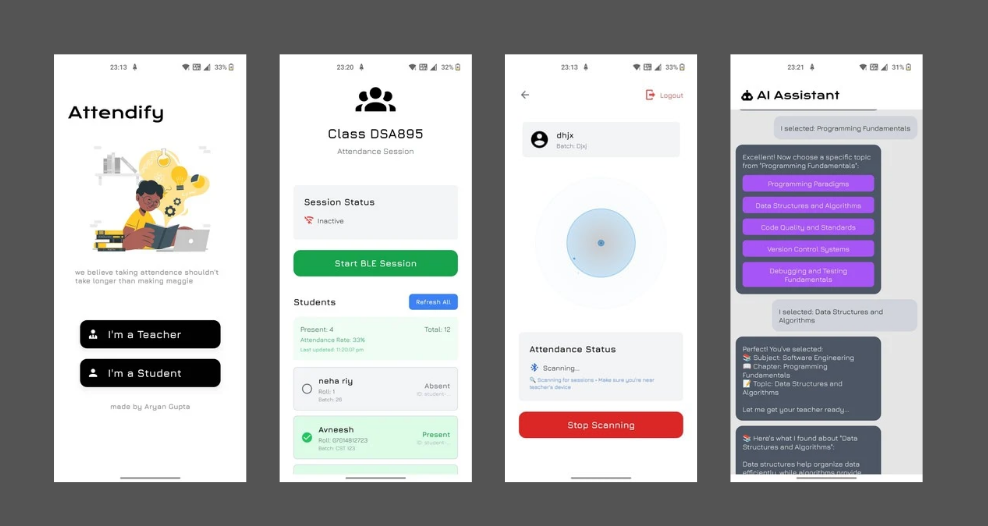 23:13
33%
Attendify
we believe taking attendence shouldn't
take longer than making maggie
I'm a Teacher
I'm a Student
made by Aryan Gupta
23:20
32%
Class DSA895
Attendance Session
Session Status
Inactive
Start BLE Session
Students
Refresh All
Present: 4
Total: 12
Attendance Rate: 33%
Last updated: 11:20:07 pm
neha riy
Roll: 1
Batch 26
Absent
ID: student ...
Avneesh
Roll: 07014812723
Present
ID: student ...
23:13
33%
Logout
dhjx
Batch: Djxj
Attendance Status
Scanning...
Scanning for sessions • Make sure you're near
teacher's device
Stop Scanning
23:21
31%
AI Assistant
I selected: Programming Fundamentals
Excellent! Now choose a specific topic
from "Programming Fundamentals":
Programming Paradigms
Data Structures and Algorithms
Code Quality and Standards
Version Control Systems
Debugging and Testing
Fundamentals
I selected: Data Structures and
Algorithms
Perfect! You've selected:
Subject: Software Engineering
Chapter: Programming
Fundamentals
Topic: Data Structures and
Algorithms
Let me get your teacher ready...
Here's what I found about "Data
Structures and Algorithms":
Data structures help organize data
efficiently, while algorithms provide